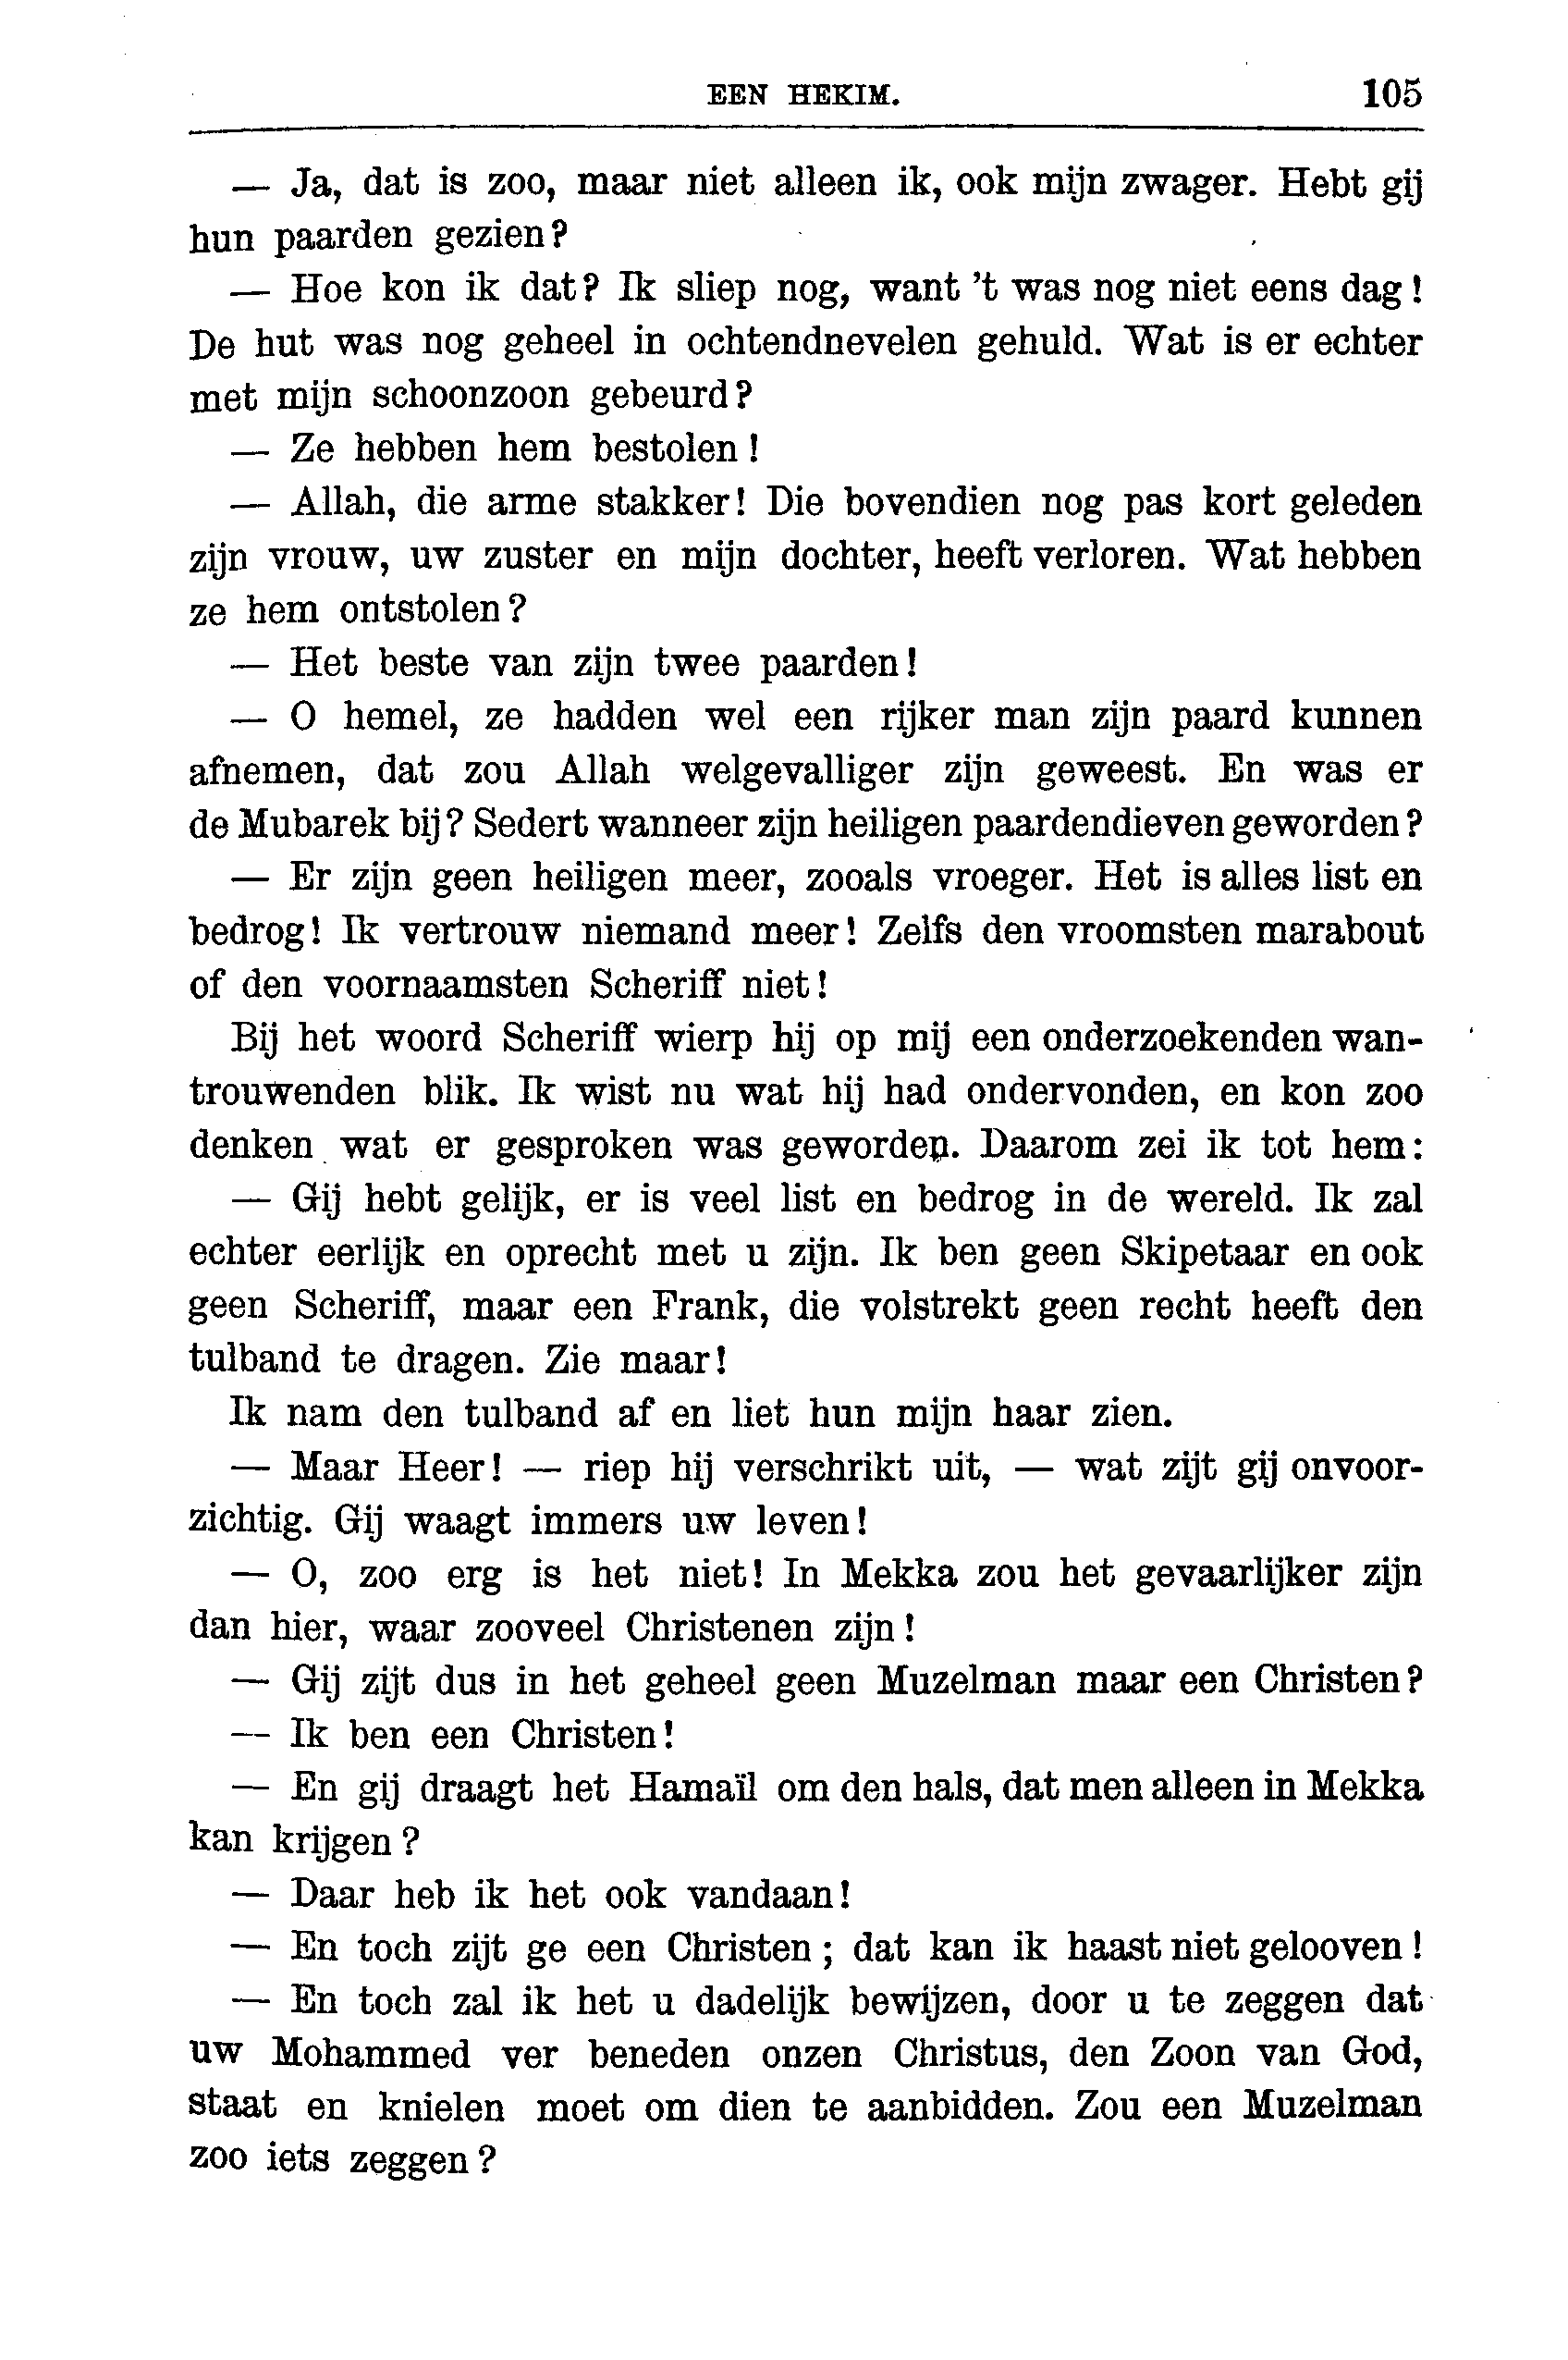 EEN HEKIM. 105
— Ja, dat is zoo, maar niet alleen ik, ook mijn zwager. Hebt gij
hun paarden gezien?
— Hoe kon ik dat? Ik sliep nog, want 't was nog niet eens dag!
De hut was nog geheel in ochtendnevelen gehuld. Wat is er echter
met mijn schoonzoon gebeurd?
— Ze hebben hem bestolen!
— Allah, die arme stakker! Die bovendien nog pas kort geleden
zijn vrouw, uw zuster en mijn dochter, heeft verloren. Wat hebben
ze hem ontstolen?
— Het beste van zijn twee paarden!
— O hemel, ze hadden wel een rijker man zijn paard kunnen
afnemen, dat zou Allah welgevalliger zijn geweest. En was er
de Mubarek bij? Sedert wanneer zijn heiligen paardendieven geworden?
— Er zijn geen heiligen meer, zooals vroeger. Het is alles list en
bedrog! Ik vertrouw niemand meer! Zelfs den vroomsten marabout
of den voornaamsten Scheriff niet!
Bij het woord Scheriff wierp hij op mij een onderzoekenden wan-
trouwenden blik. Ik wist nu wat hij had ondervonden, en kon zoo
denken wat er gesproken was geworden. Daarom zei ik tot hem:
— Gij hebt gelijk, er is veel list en bedrog in de wereld. Ik zal
echter eerlijk en oprecht met u zijn. Ik ben geen Skipetaar en ook
geen Scheriff, maar een Frank, die volstrekt geen recht heeft den
tulband te dragen. Zie maar!
Ik nam den tulband af en liet hun mijn haar zien.
— Maar Heer! — riep hij verschrikt uit, — wat zijt gij onvoor-
zichtig. Gij waagt immers uw leven!
— O, zoo erg is het niet! In Mekka zou het gevaarlijker zijn
dan hier, waar zooveel Christenen zijn!
— Gij zijt dus in het geheel geen Muzelman maar een Christen?
— Ik ben een Christen!
— En gij draagt het Hamaïl om den hals, dat men alleen in Mekka
kan krijgen?
— Daar heb ik het ook vandaan!
— En toch zijt ge een Christen; dat kan ik haast niet gelooven!
— En toch zal ik het u dadelijk bewijzen, door u te zeggen dat
uw Mohammed ver beneden onzen Christus, den Zoon van God,
staat en knielen moet om dien te aanbidden. Zou een Muzelman
zoo iets zeggen?